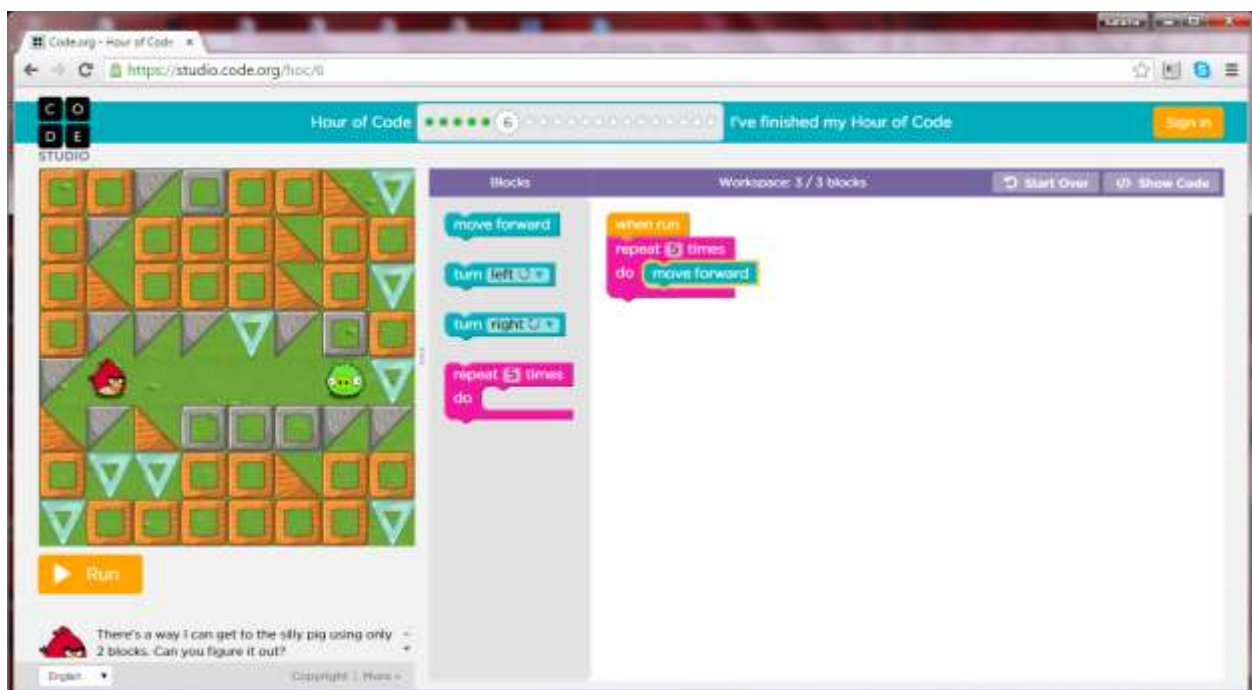 Code.org - Hour of Code
https://studio.code.org/hoc/6
C O
D E
STUDIO
Hour of Code
6
I've finished my Hour of Code
Sign in
Blocks
Workspace: 3 / 3 blocks
Start Over
Show Code
move forward
turn left
turn right
repeat 5 times
do
when run
repeat 5 times
do move forward
Run
There's a way I can get to the silly pig using only
2 blocks. Can you figure it out?
English
Copyright | More